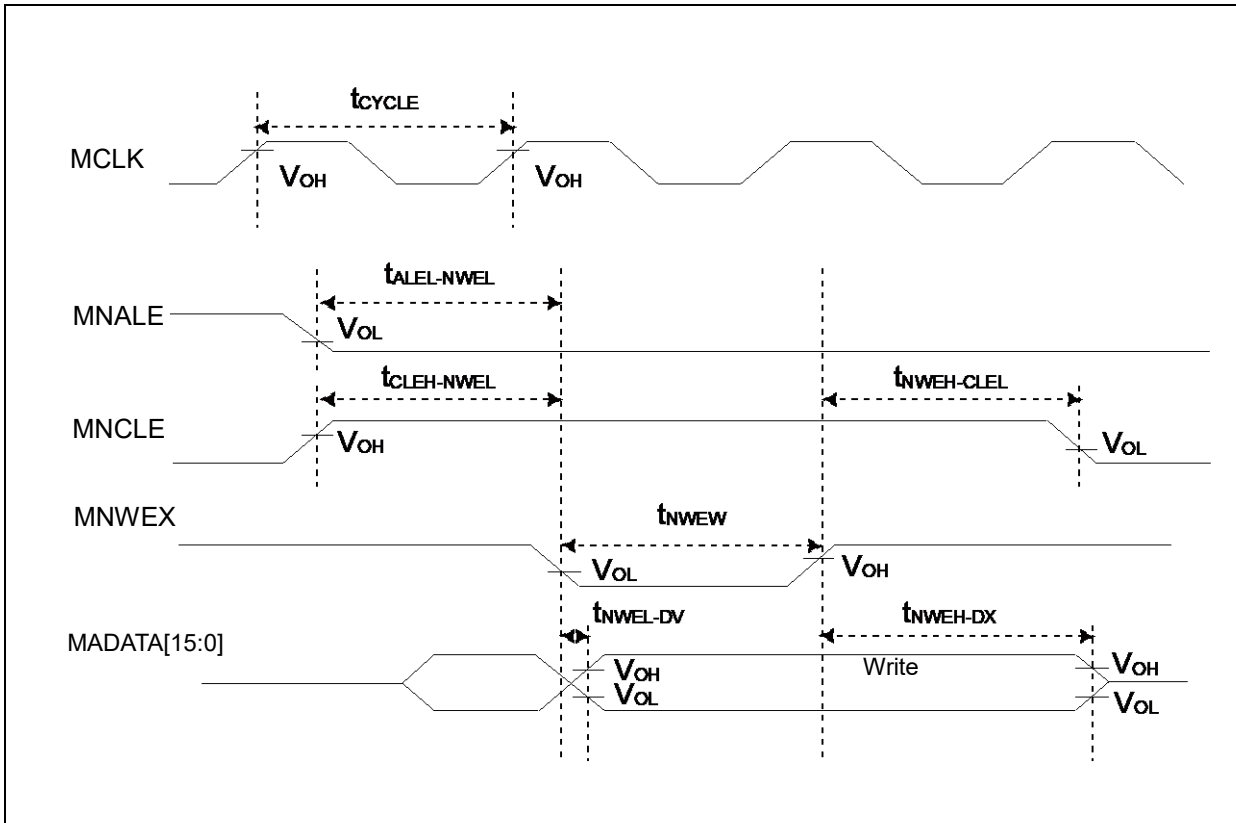 tCYCLE
MCLK
VOH VOH
tALEL-NWEL
MNALE
VOL
tCLEH-NWEL tNWEH-CLEL
MNCLE
VOH VOL
MNWEX
tNWEW
VOL VOH
tNWEL-DV tNWEH-DX
MADATA[15:0]
VOH Write VOH
VOL VOL